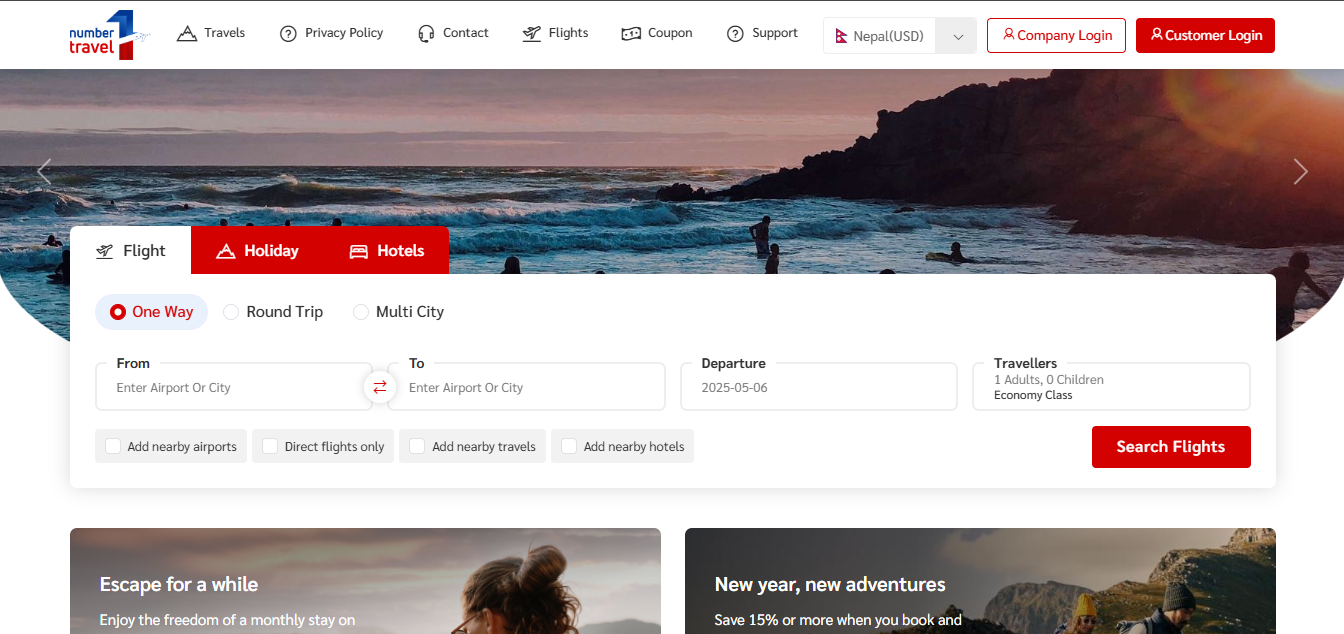 number
travel
Travels
Privacy Policy
Contact
Flights
Coupon
Support
Nepal(USD)
Company Login
Customer Login
Flight
Holiday
Hotels
One Way
Round Trip
Multi City
From
Enter Airport Or City
To
Enter Airport Or City
Departure
2025-05-06
Travellers
1 Adults, 0 Children
Economy Class
Add nearby airports
Direct flights only
Add nearby travels
Add nearby hotels
Search Flights
Escape for a while
Enjoy the freedom of a monthly stay on
New year, new adventures
Save 15% or more when you book and